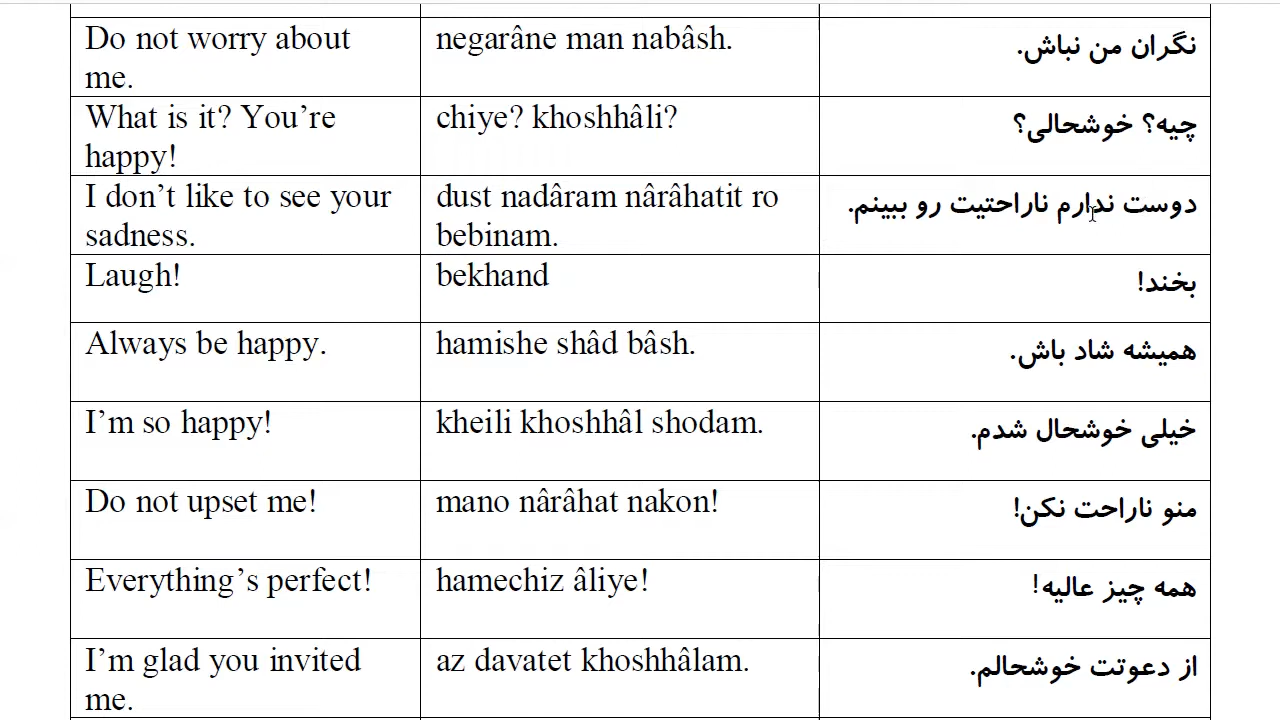 Do not worry about
me.
negarâne man nabâsh.
نگران من نباش.
What is it? You’re
happy!
chiye? khoshhâli?
چیه؟ خوشحالی؟
I don’t like to see your
sadness.
dust nadâram nârâhatit ro
bebinam.
دوست ندارم ناراحتیت رو ببینم.
Laugh!
bekhand
بخند!
Always be happy.
hamishe shâd bâsh.
همیشه شاد باش.
I’m so happy!
kheili khoshhâl shodam.
خیلی خوشحال شدم.
Do not upset me!
mano nârâhat nakon!
منو ناراحت نکن!
Everything’s perfect!
hamechiz âliye!
همه چیز عالیه!
I’m glad you invited
me.
az davatet khoshhâlam.
از دعوتت خوشحالم.